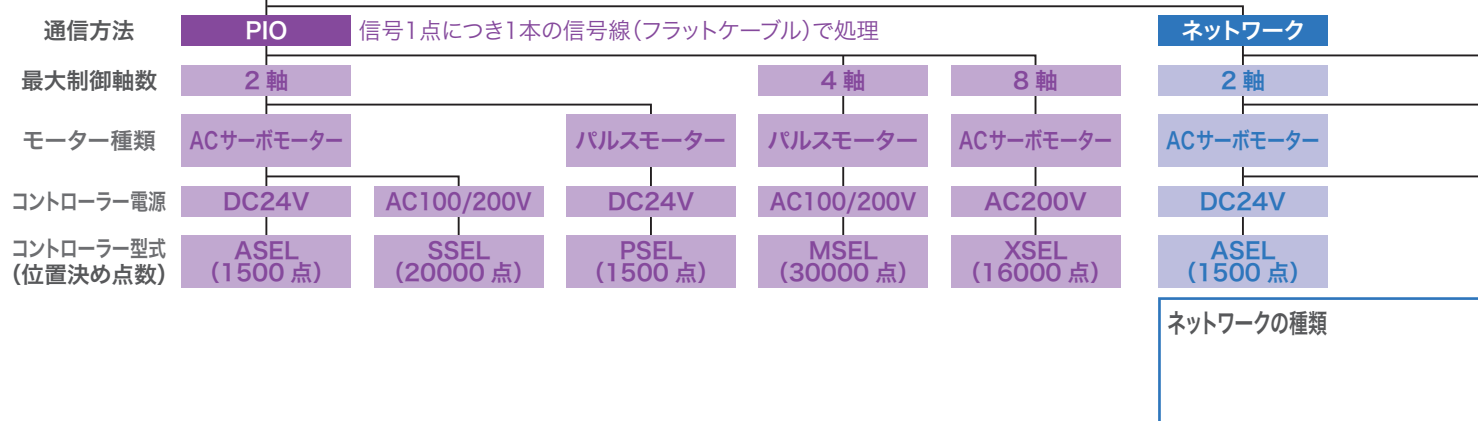 通信方法 PIO 信号1点につき1本の信号線(フラットケーブル)で処理 ネットワーク
最大制御軸数 2軸 4軸 8軸 2軸
モーター種類 ACサーボモーター パルスモーター パルスモーター ACサーボモーター ACサーボモーター
コントローラー電源 DC24V AC100/200V DC24V AC100/200V AC200V DC24V
コントローラー型式 ASEL SSEL PSEL MSEL XSEL ASEL
(位置決め点数) (1500点) (20000点) (1500点) (30000点) (16000点) (1500点)
ネットワークの種類